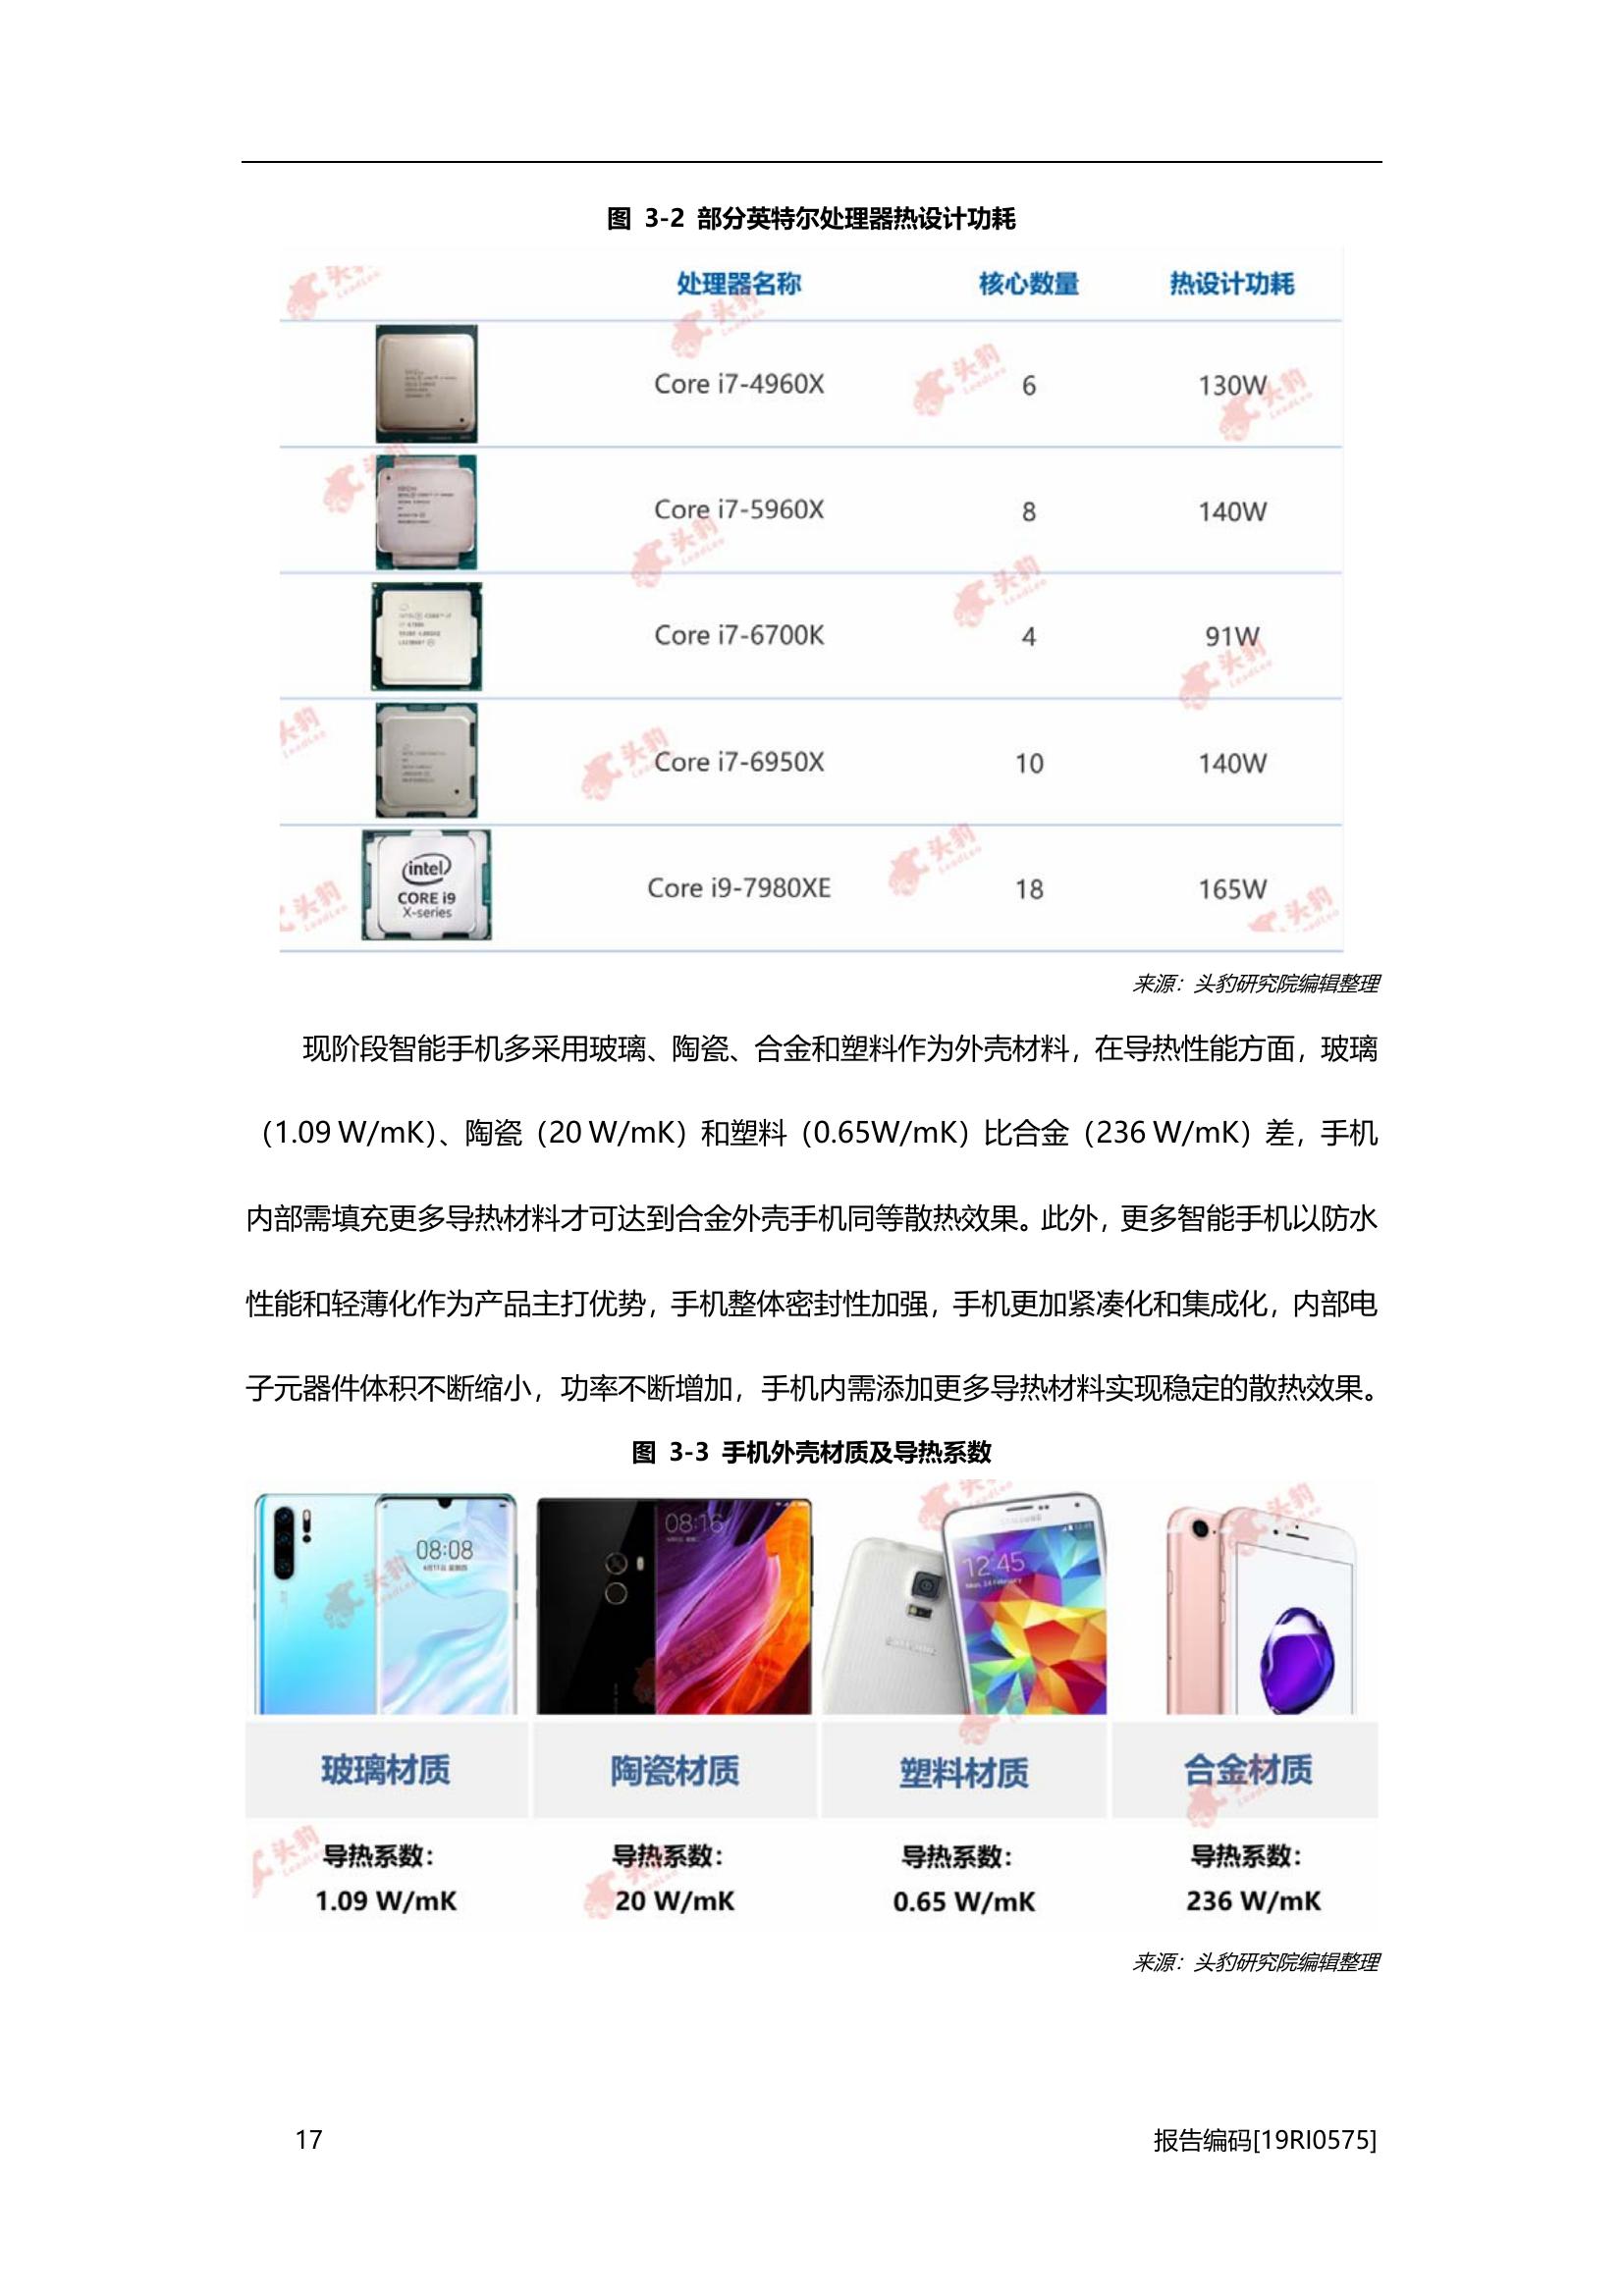 图 3-2 部分英特尔处理器热设计功耗
处理器名称 核心数量 热设计功耗
Core i7-4960X 6 130W
Core i7-5960X 8 140W
Core i7-6700K 4 91W
Core i7-6950X 10 140W
intel
CORE i9
X-series
Core i9-7980XE 18 165W
来源：头豹研究院编辑整理
现阶段智能手机多采用玻璃、陶瓷、合金和塑料作为外壳材料，在导热性能方面，玻璃
（1.09 W/mK）、陶瓷（20 W/mK）和塑料（0.65W/mK）比合金（236 W/mK）差，手机
内部需填充更多导热材料才可达到合金外壳手机同等散热效果。此外，更多智能手机以防水
性能和轻薄化作为产品主打优势，手机整体密封性加强，手机更加紧凑化和集成化，内部电
子元器件体积不断缩小，功率不断增加，手机内需添加更多导热材料实现稳定的散热效果。
图 3-3 手机外壳材质及导热系数
08:08
08:16
SAMSUNG
12:45
玻璃材质 陶瓷材质 塑料材质 合金材质
导热系数： 导热系数： 导热系数： 导热系数：
1.09 W/mK 20 W/mK 0.65 W/mK 236 W/mK
来源：头豹研究院编辑整理
头豹
LeadLeo
17 报告编码[19RI0575]